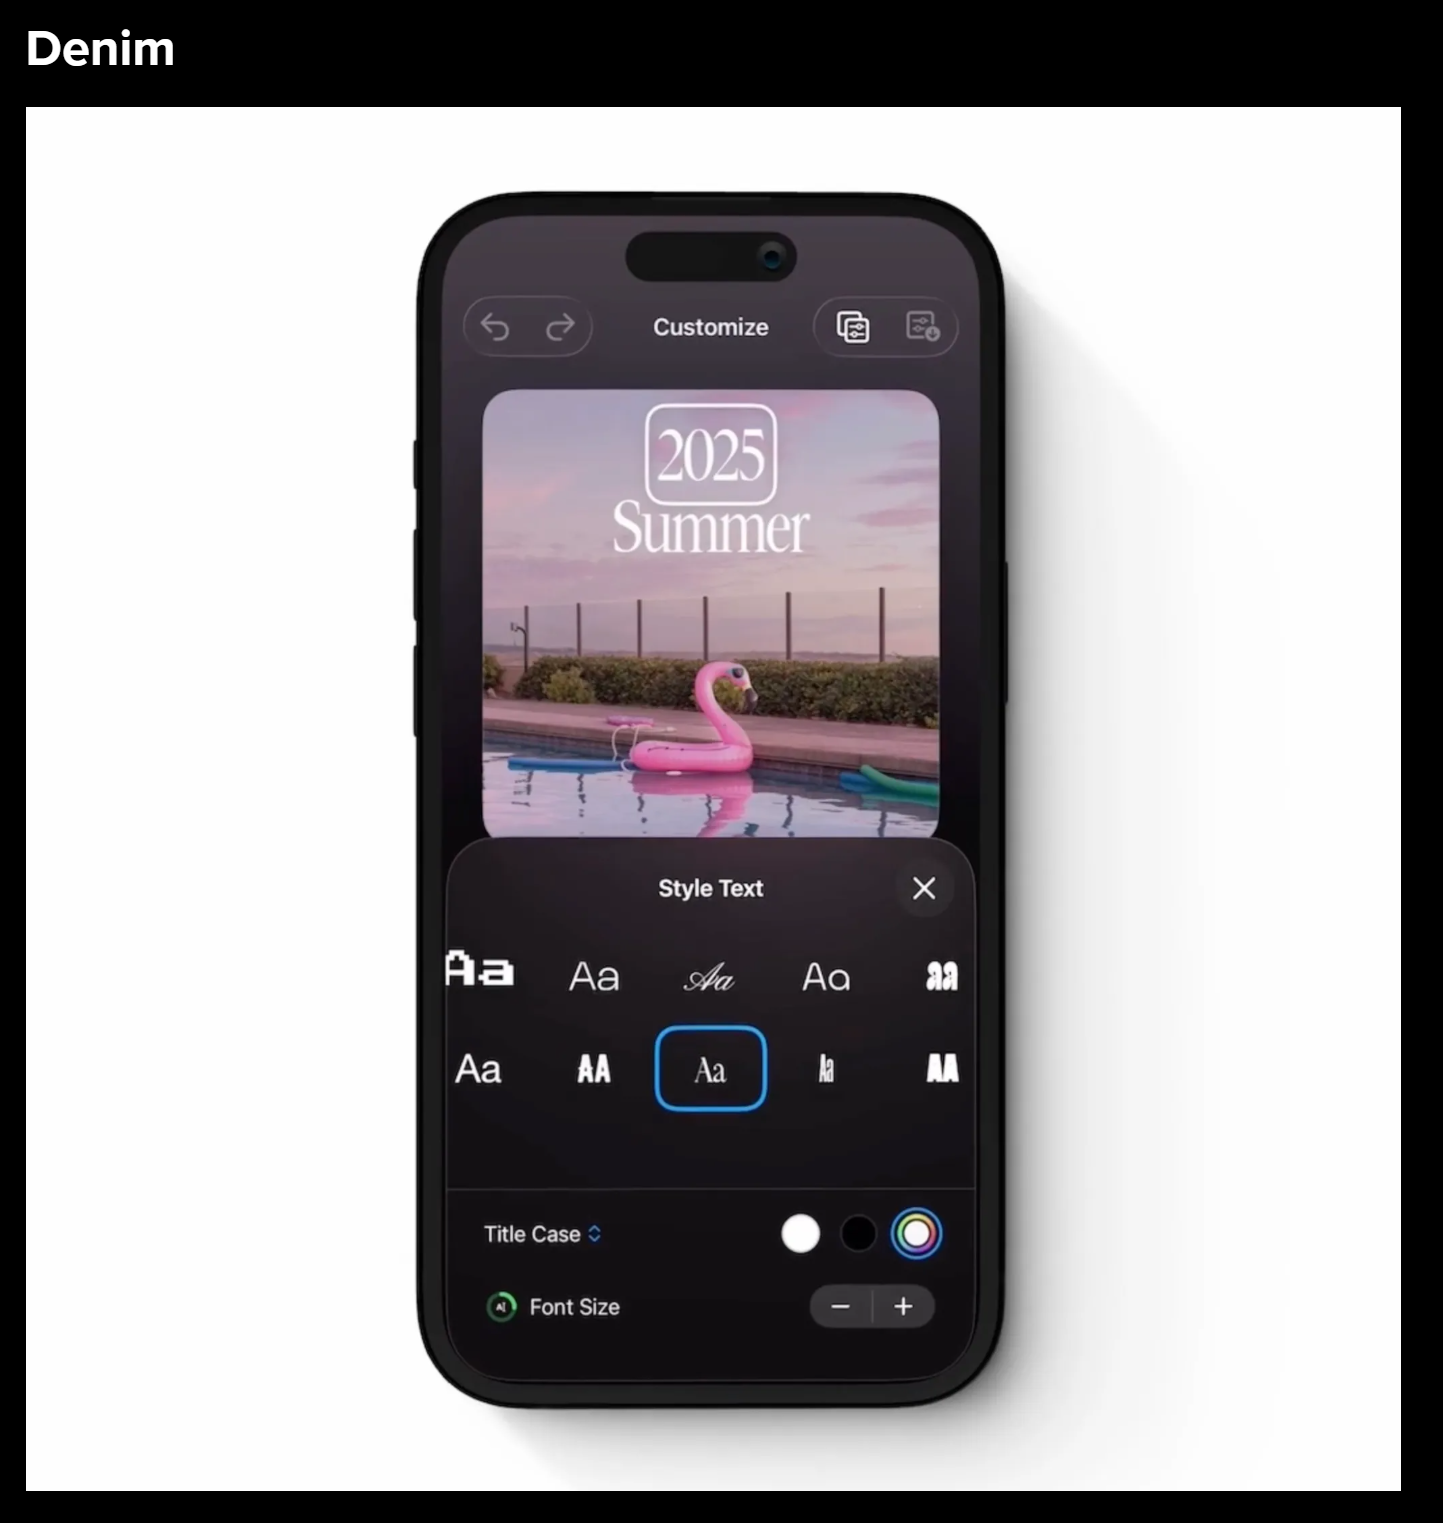 Denim
Customize
2025
Summer
Style Text
Aa Aa Aa Aa aa
Aa AA Aa Aa AA
Title Case
AI Font Size − +